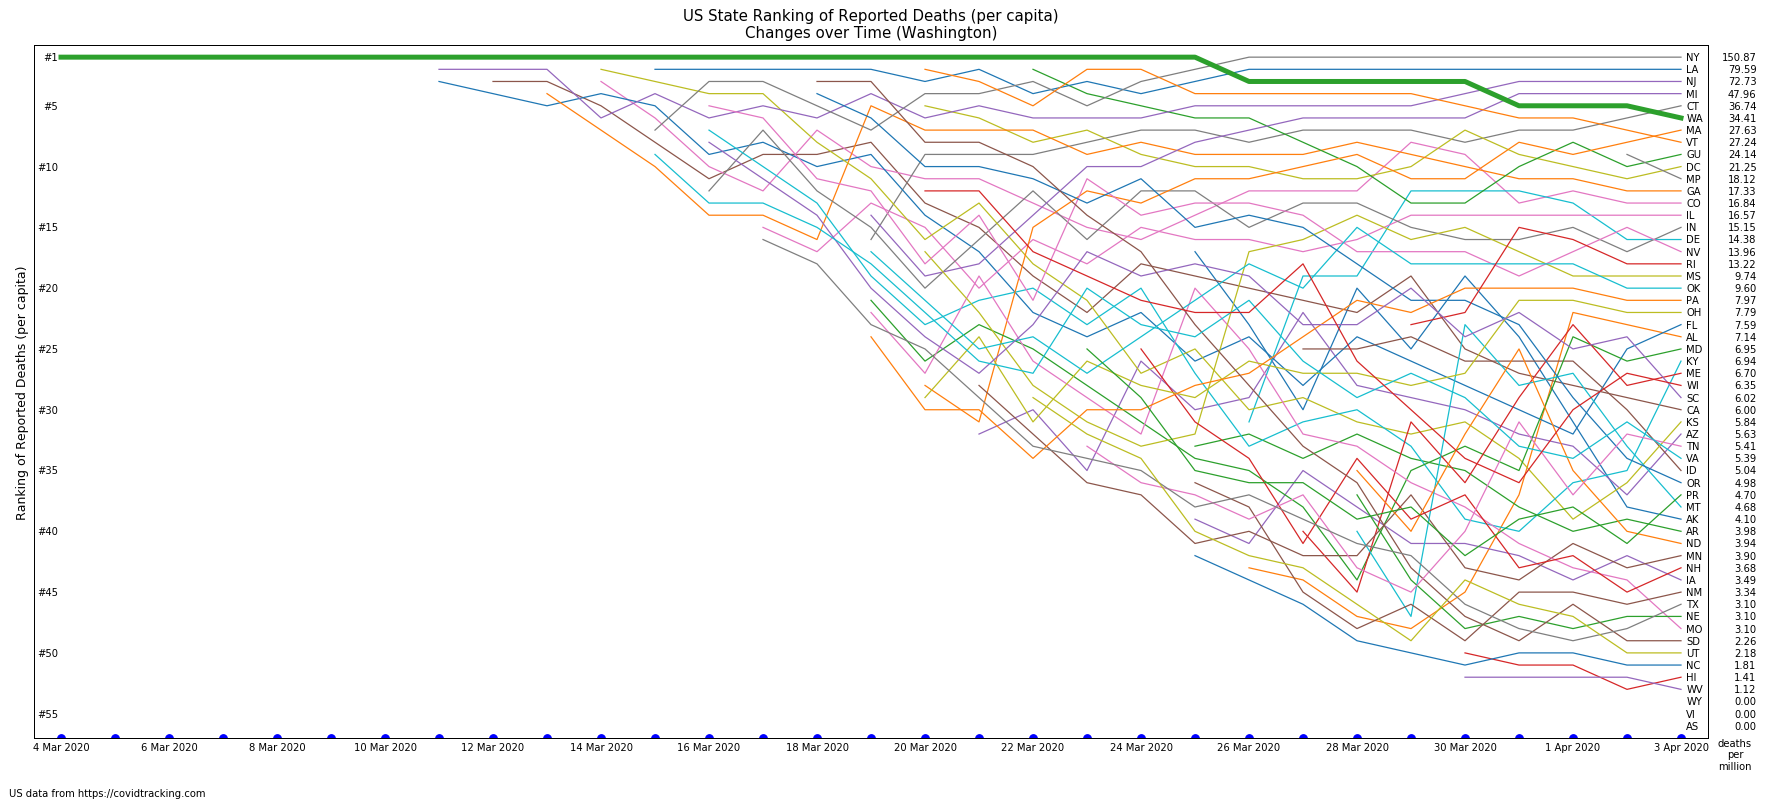 US State Ranking of Reported Deaths (per capita)
Changes over Time (Washington)
Ranking of Reported Deaths (per capita)
#1
#5
#10
#15
#20
#25
#30
#35
#40
#45
#50
#55
NY 150.87
LA 79.59
NJ 72.73
MI 47.96
CT 36.74
WA 34.41
MA 27.63
VT 27.24
GU 24.14
DC 21.25
MP 18.12
GA 17.33
CO 16.84
IL 16.57
IN 15.15
DE 14.38
NV 13.96
RI 13.22
MS 9.74
OK 9.60
PA 7.97
OH 7.79
FL 7.59
AL 7.14
MD 6.95
KY 6.94
ME 6.70
WI 6.35
SC 6.02
CA 6.00
KS 5.84
AZ 5.63
TN 5.41
VA 5.39
ID 5.04
OR 4.98
PR 4.70
MT 4.68
AK 4.10
AR 3.98
ND 3.94
MN 3.90
NH 3.68
IA 3.49
NM 3.34
TX 3.10
NE 3.10
MO 3.10
SD 2.26
UT 2.18
NC 1.81
HI 1.41
WV 1.12
WY 0.00
VI 0.00
AS 0.00
4 Mar 2020 6 Mar 2020 8 Mar 2020 10 Mar 2020 12 Mar 2020 14 Mar 2020 16 Mar 2020 18 Mar 2020 20 Mar 2020 22 Mar 2020 24 Mar 2020 26 Mar 2020 28 Mar 2020 30 Mar 2020 1 Apr 2020 3 Apr 2020
deaths
per
million
US data from https://covidtracking.com